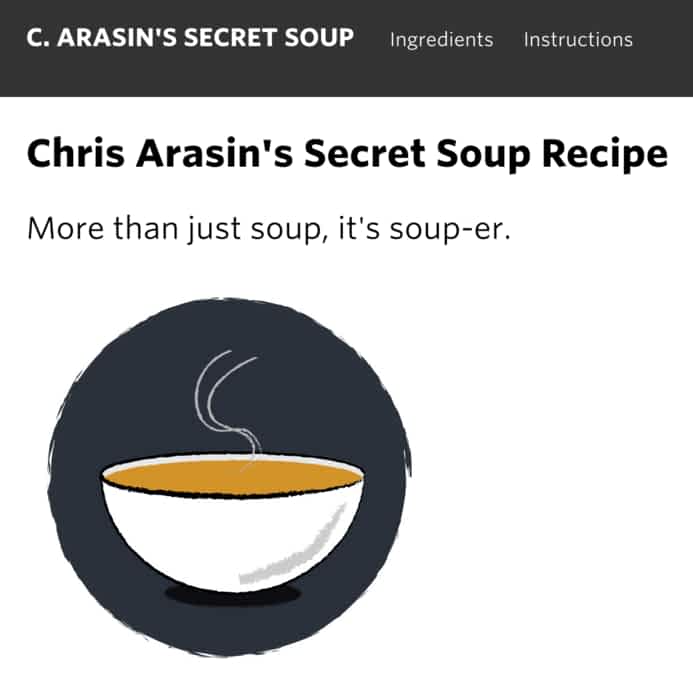 C. ARASIN'S SECRET SOUP Ingredients Instructions
Chris Arasin's Secret Soup Recipe
More than just soup, it's soup-er.